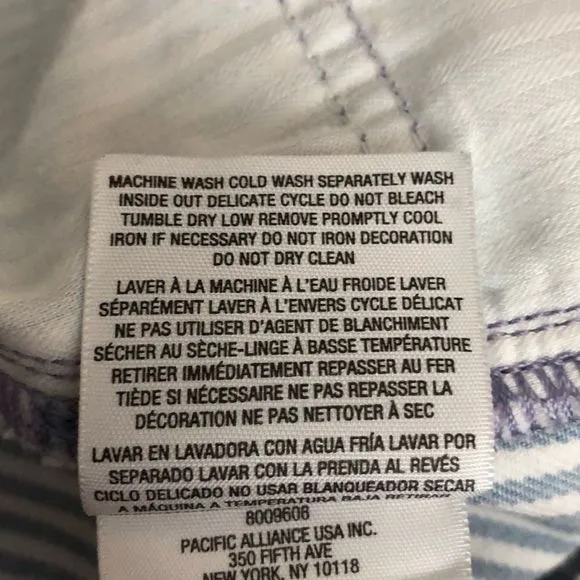 MACHINE WASH COLD WASH SEPARATELY WASH
INSIDE OUT DELICATE CYCLE DO NOT BLEACH
TUMBLE DRY LOW REMOVE PROMPTLY COOL
IRON IF NECESSARY DO NOT IRON DECORATION
DO NOT DRY CLEAN
LAVER À LA MACHINE À L'EAU FROIDE LAVER
SÉPARÉMENT LAVER À L'ENVERS CYCLE DÉLICAT
NE PAS UTILISER D'AGENT DE BLANCHIMENT
SÉCHER AU SÈCHE-LINGE À BASSE TEMPÉRATURE
RETIRER IMMÉDIATEMENT REPASSER AU FER
TIÈDE SI NÉCESSAIRE NE PAS REPASSER LA
DÉCORATION NE PAS NETTOYER À SEC
LAVAR EN LAVADORA CON AGUA FRÍA LAVAR POR
SEPARADO LAVAR CON LA PRENDA AL REVÉS
CICLO DELICADO NO USAR BLANQUEADOR SECAR
A MÁQUINA A TEMPERATURA BAJA RETIRAR
8009608
PACIFIC ALLIANCE USA INC.
350 FIFTH AVE
NEW YORK, NY 10118